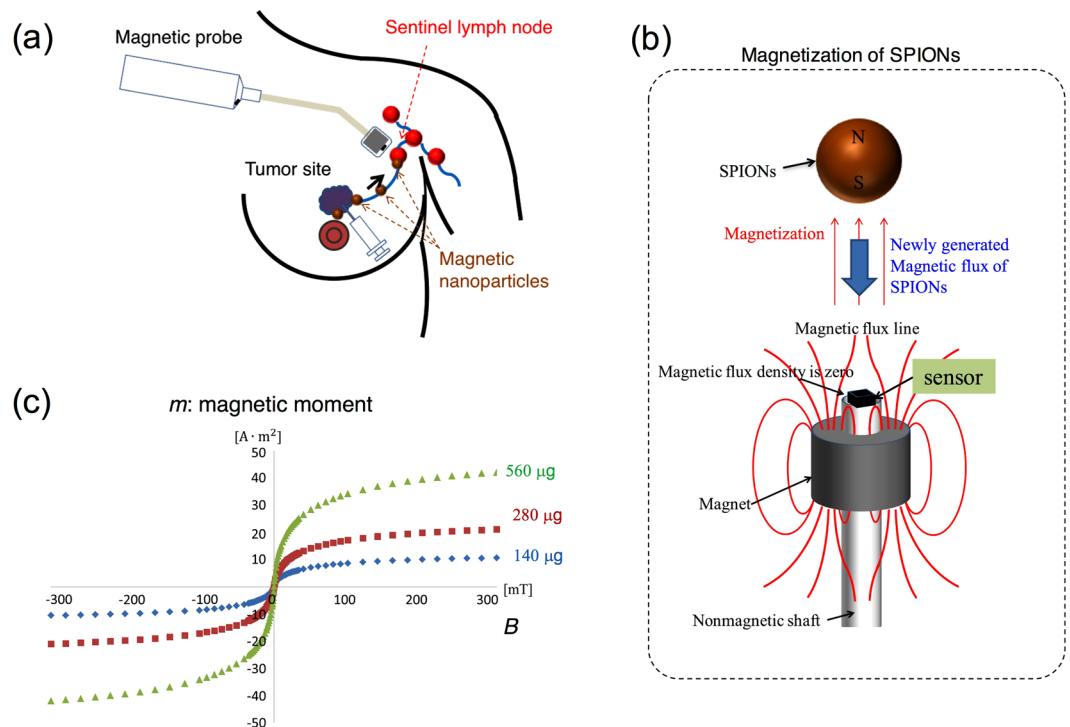 (a)
Magnetic probe
Sentinel lymph node
Tumor site
Magnetic
nanoparticles
(b)
Magnetization of SPIONs
N
S
SPIONs
Magnetization
Newly generated
Magnetic flux of
SPIONs
Magnetic flux line
Magnetic flux density is zero
sensor
Magnet
Nonmagnetic shaft
(c)
m: magnetic moment
[A · m²]
50
40
30
20
10
0
-10
-20
-30
-40
-50
-300
-200
-100
100
200
300
[mT]
B
560 μg
280 μg
140 μg